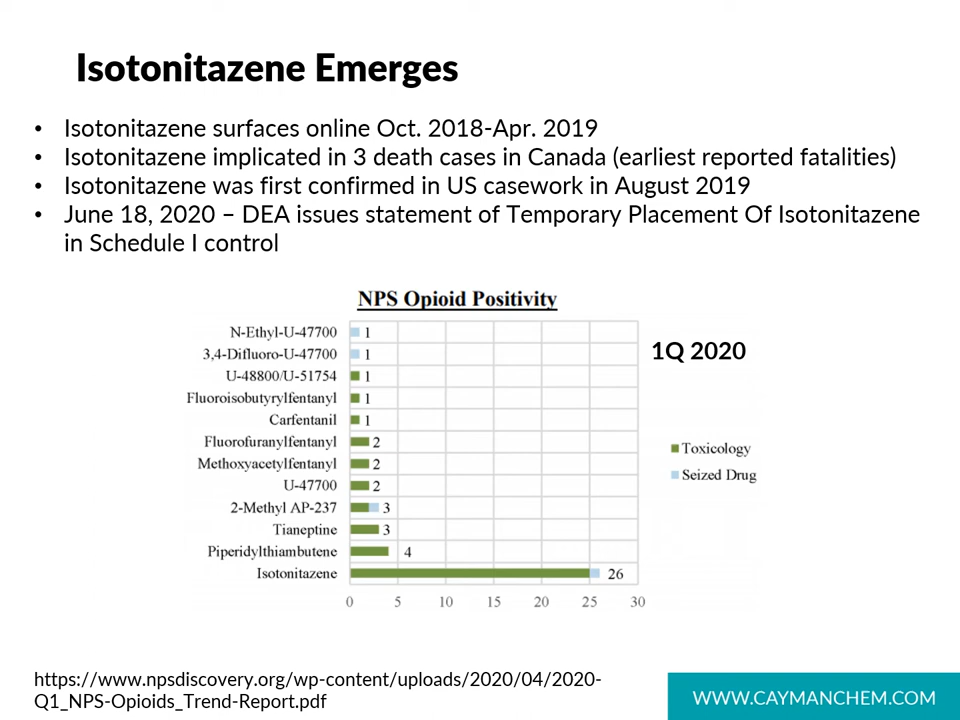 Isotonitazene Emerges
• Isotonitazene surfaces online Oct. 2018-Apr. 2019
• Isotonitazene implicated in 3 death cases in Canada (earliest reported fatalities)
• Isotonitazene was first confirmed in US casework in August 2019
• June 18, 2020 – DEA issues statement of Temporary Placement Of Isotonitazene
in Schedule I control
NPS Opioid Positivity
1Q 2020
N-Ethyl-U-47700 1
3,4-Difluoro-U-47700 1
U-48800/U-51754 1
Fluoroisobutyrylfentanyl 1
Carfentanil 1
Fluorofuranylfentanyl 2
Methoxyacetylfentanyl 2
U-47700 2
2-Methyl AP-237 3
Tianeptine 3
Piperidylthiambutene 4
Isotonitazene 26
0 5 10 15 20 25 30
Toxicology
Seized Drug
https://www.npsdiscovery.org/wp-content/uploads/2020/04/2020-
Q1_NPS-Opioids_Trend-Report.pdf
WWW.CAYMANCHEM.COM